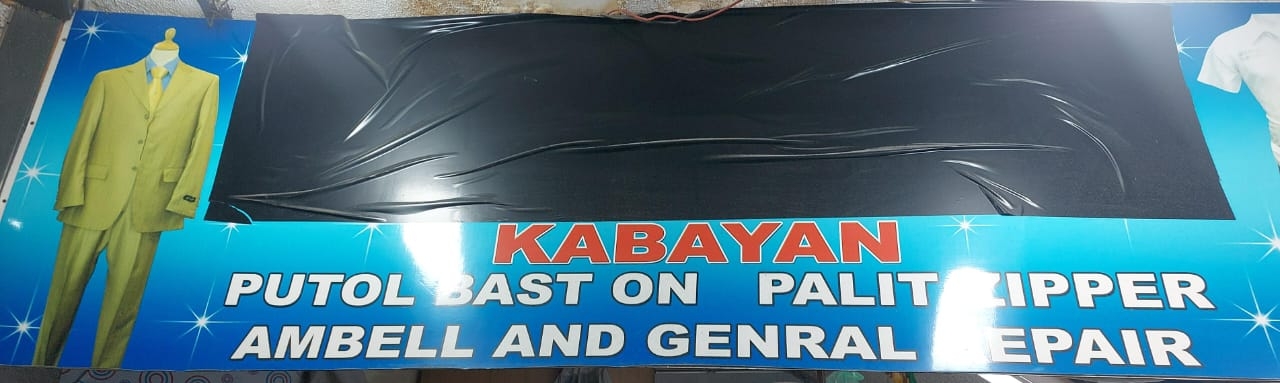 KABAYAN
PUTOL BAST ON PALIT ZIPPER
AMBELL AND GENRAL REPAIR